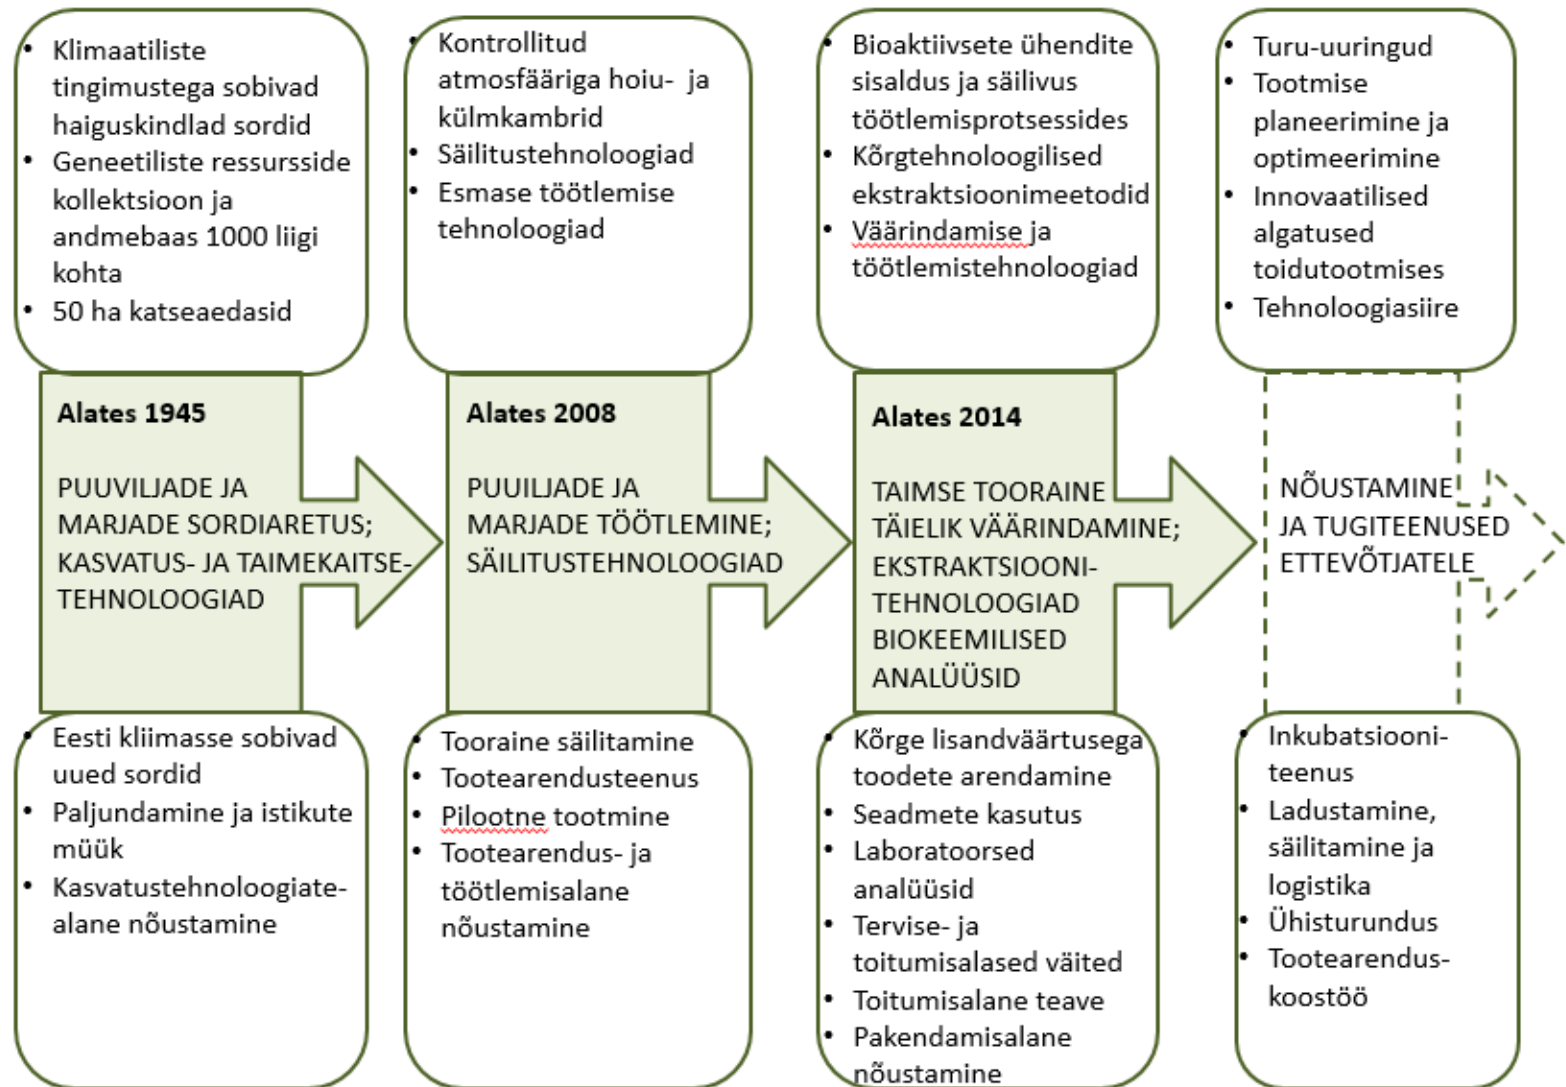 • Klimaatiliste
tingimustega sobivad
haiguskindlad sordid
• Geneetiliste ressursside
kollektsioon ja
andmebaas 1000 liigi
kohta
• 50 ha katseaedasid
• Kontrollitud
atmosfääriga hoiu- ja
külmkambrid
• Säilitustehnoloogiad
• Esmase töötlemise
tehnoloogiad
• Bioaktiivsete ühendite
sisaldus ja säilivus
töötlemisprotsessides
• Kõrgtehnoloogilised
ekstraktsioonimeetodid
• Väärindamise ja
töötlemistehnoloogiad
• Turu-uuringud
• Tootmise
planeerimine ja
optimeerimine
• Innovaatilised
algatused
toidutootmises
• Tehnoloogiasiire
Alates 1945
PUUVILJADE JA
MARJADE SORDIARETUS;
KASVATUS- JA TAIMEKAITSE-
TEHNOLOOGIAD
Alates 2008
PUUILJADE JA
MARJADE TÖÖTLEMINE;
SÄILITUSTEHNOLOOGIAD
Alates 2014
TAIMSE TOORAINE
TÄIELIK VÄÄRINDAMINE;
EKSTRAKTSIOONI-
TEHNOLOOGIAD
BIOKEEMILISED
ANALÜÜSID
NÕUSTAMINE
JA TUGITEENUSED
ETTEVÕTJATELE
• Eesti kliimasse sobivad
uued sordid
• Paljundamine ja istikute
müük
• Kasvatustehnoloogiate-
alane nõustamine
• Tooraine säilitamine
• Tootearendusteenus
• Pilootne tootmine
• Tootearendus- ja
töötlemisalane
nõustamine
• Kõrge lisandväärtusega
toodete arendamine
• Seadmete kasutus
• Laboratoorsed
analüüsid
• Tervise- ja
toitumisalased väited
• Toitumisalane teave
• Pakendamisalane
nõustamine
• Inkubatsiooni-
teenus
• Ladustamine,
säilitamine ja
logistika
• Ühisturundus
• Tootearendus-
koostöö